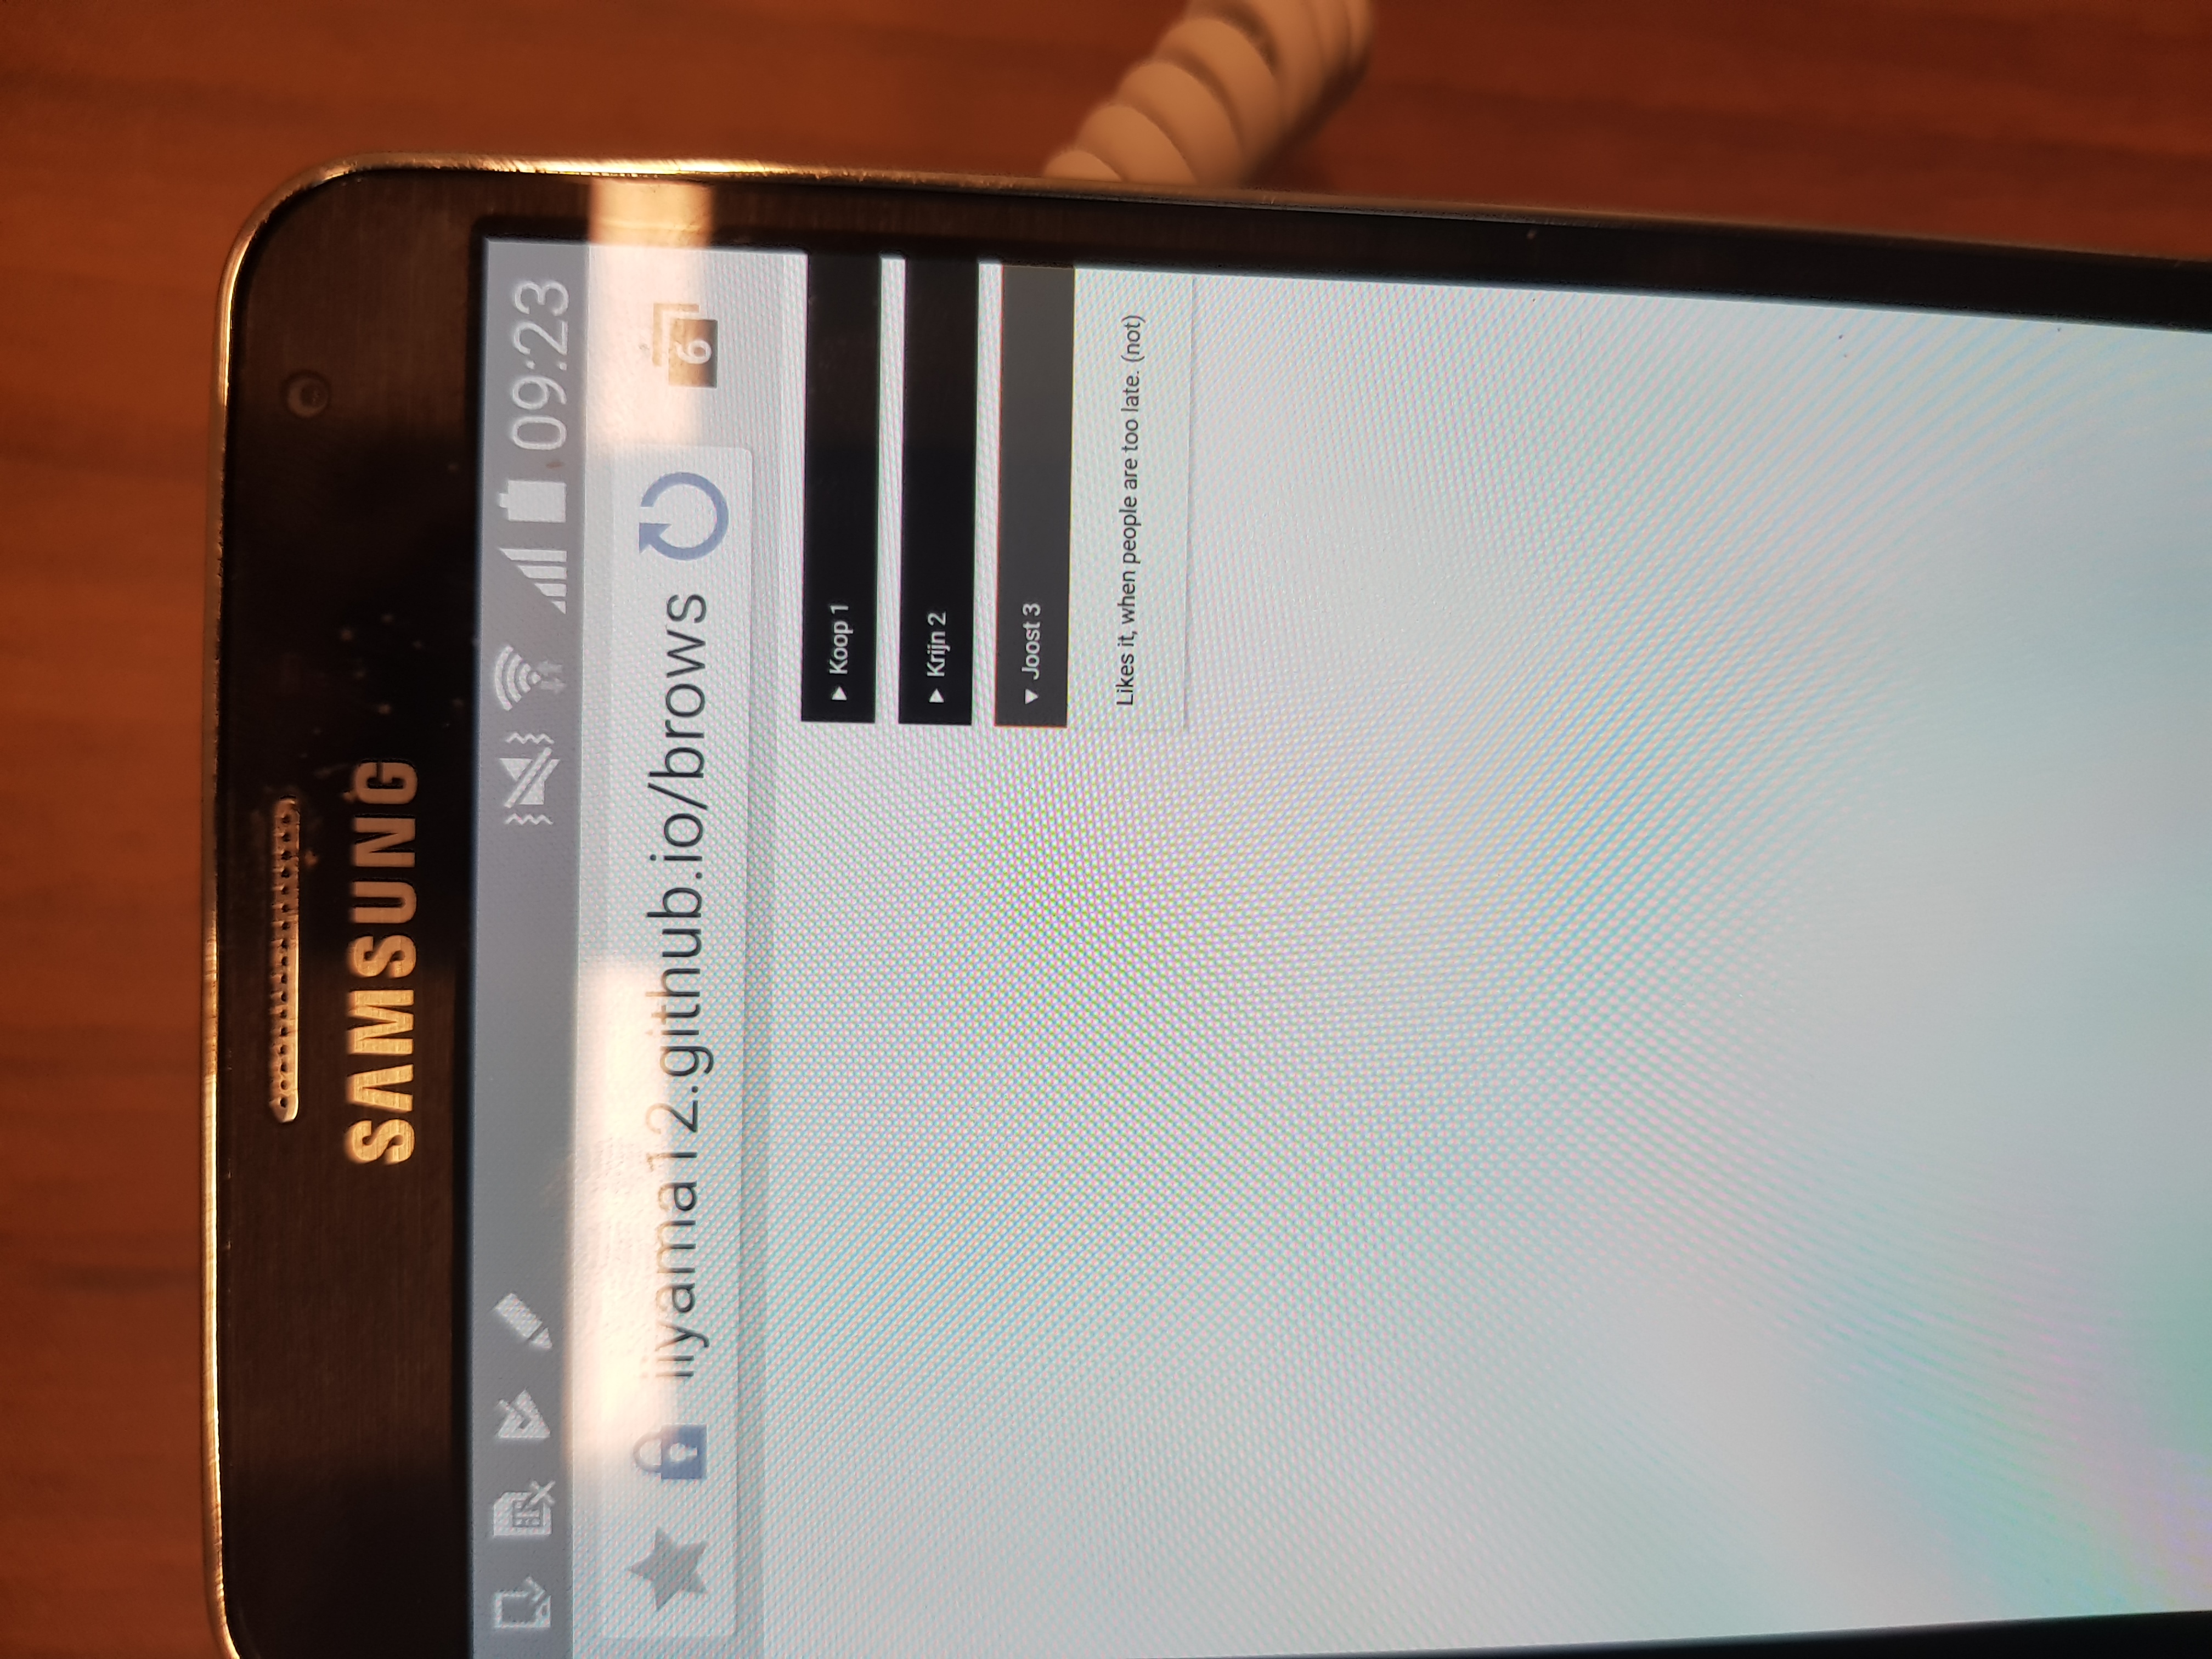 SAMSUNG
09:23
iiyama12.github.io/brows
6
Koop 1
Krijn 2
Joost 3
Likes it, when people are too late. (not)